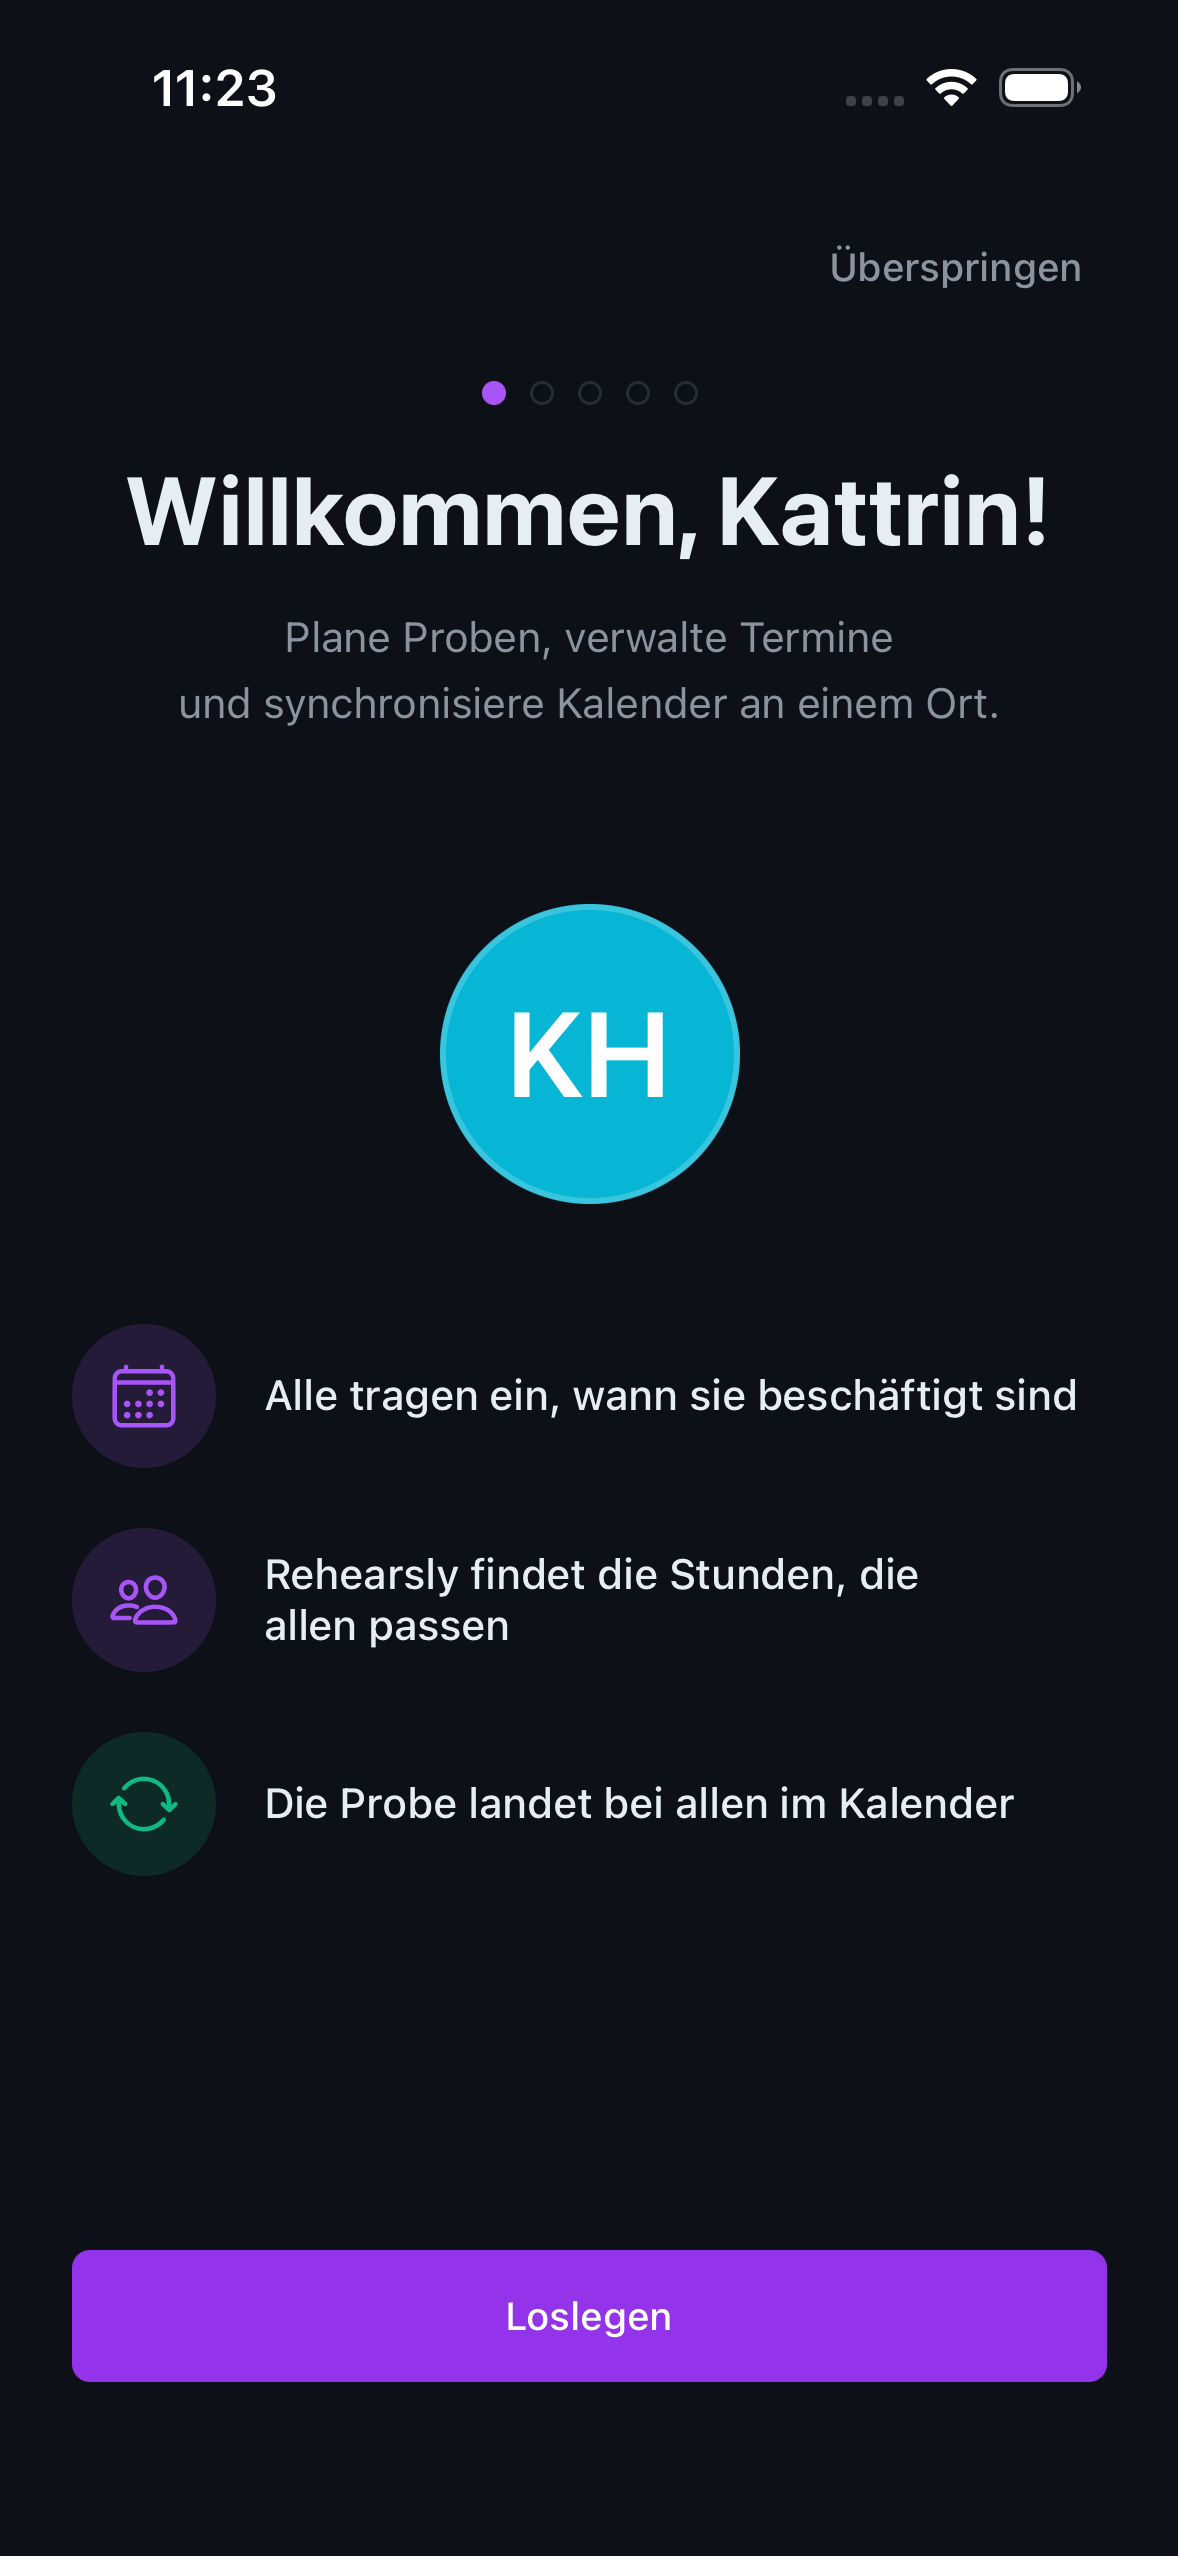 11:23
Überspringen
Willkommen, Kattrin!
Plane Proben, verwalte Termine
und synchronisiere Kalender an einem Ort.
KH
Alle tragen ein, wann sie beschäftigt sind
Rehearsly findet die Stunden, die
allen passen
Die Probe landet bei allen im Kalender
Loslegen